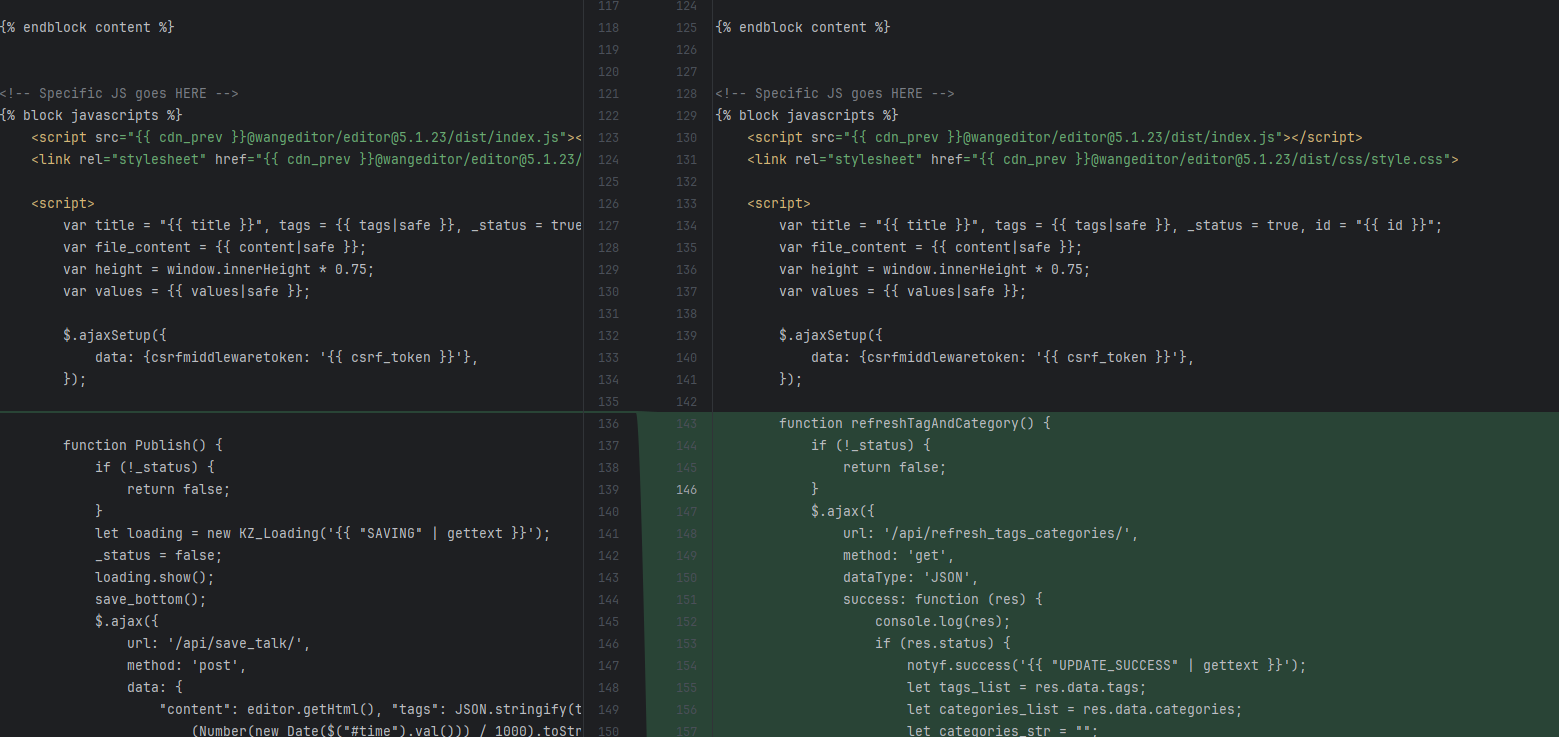 117 124
{% endblock content %} 118 125 {% endblock content %}
119 126
120 127
<!-- Specific JS goes HERE --> 121 128 <!-- Specific JS goes HERE -->
{% block javascripts %} 122 129 {% block javascripts %}
<script src="{{ cdn_prev }}@wangeditor/editor@5.1.23/dist/index.js">< 123 130 <script src="{{ cdn_prev }}@wangeditor/editor@5.1.23/dist/index.js"></script>
<link rel="stylesheet" href="{{ cdn_prev }}@wangeditor/editor@5.1.23/ 124 131 <link rel="stylesheet" href="{{ cdn_prev }}@wangeditor/editor@5.1.23/dist/css/style.css">
125 132
<script> 126 133 <script>
var title = "{{ title }}", tags = {{ tags|safe }}, _status = true 127 134 var title = "{{ title }}", tags = {{ tags|safe }}, _status = true, id = "{{ id }}";
var file_content = {{ content|safe }}; 128 135 var file_content = {{ content|safe }};
var height = window.innerHeight * 0.75; 129 136 var height = window.innerHeight * 0.75;
var values = {{ values|safe }}; 130 137 var values = {{ values|safe }};
131 138
$.ajaxSetup({ 132 139 $.ajaxSetup({
data: {csrfmiddlewaretoken: '{{ csrf_token }}'}, 133 140 data: {csrfmiddlewaretoken: '{{ csrf_token }}'},
}); 134 141 });
135 142
136 143 function refreshTagAndCategory() {
function Publish() { 137 144 if (!_status) {
if (!_status) { 138 145 return false;
return false; 139 146 }
} 140 147 $.ajax({
let loading = new KZ_Loading('{{ "SAVING" | gettext }}'); 141 148 url: '/api/refresh_tags_categories/',
_status = false; 142 149 method: 'get',
loading.show(); 143 150 dataType: 'JSON',
save_bottom(); 144 151 success: function (res) {
$.ajax({ 145 152 console.log(res);
url: '/api/save_talk/', 146 153 if (res.status) {
method: 'post', 147 154 notyf.success('{{ "UPDATE_SUCCESS" | gettext }}');
data: { 148 155 let tags_list = res.data.tags;
"content": editor.getHtml(), "tags": JSON.stringify(t 149 156 let categories_list = res.data.categories;
(Number(new Date($("#time").val())) / 1000).toStr 150 157 let categories_str = "";